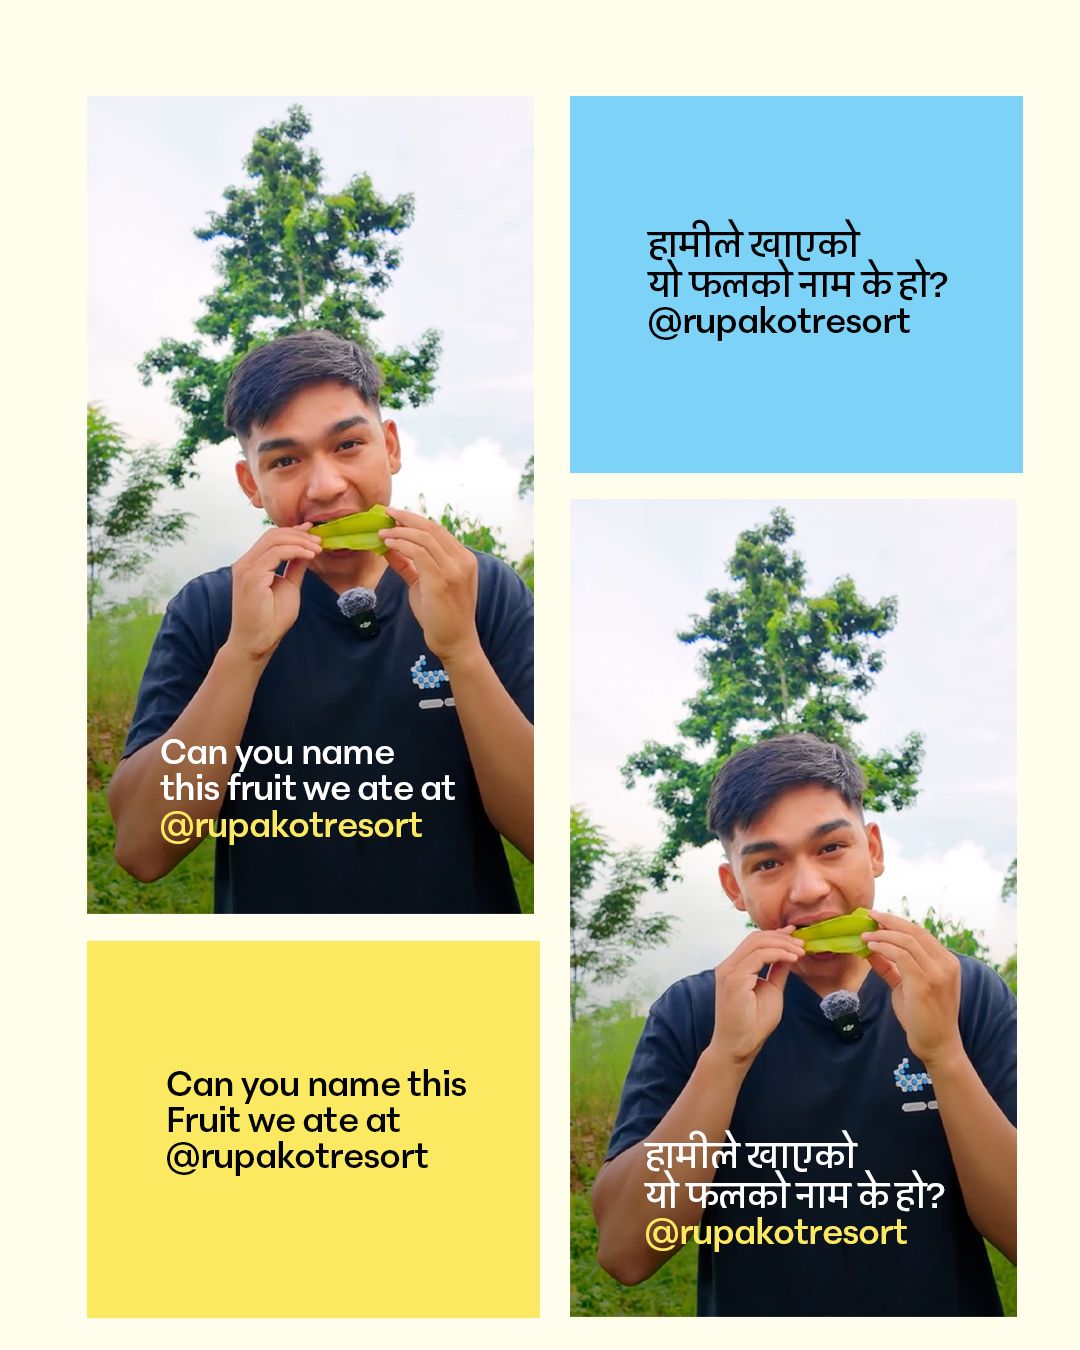 Can you name
this fruit we ate at
@rupakotresort
हामीले खाएको
यो फलको नाम के हो?
@rupakotresort
Can you name this
Fruit we ate at
@rupakotresort
हामीले खाएको
यो फलको नाम के हो?
@rupakotresort